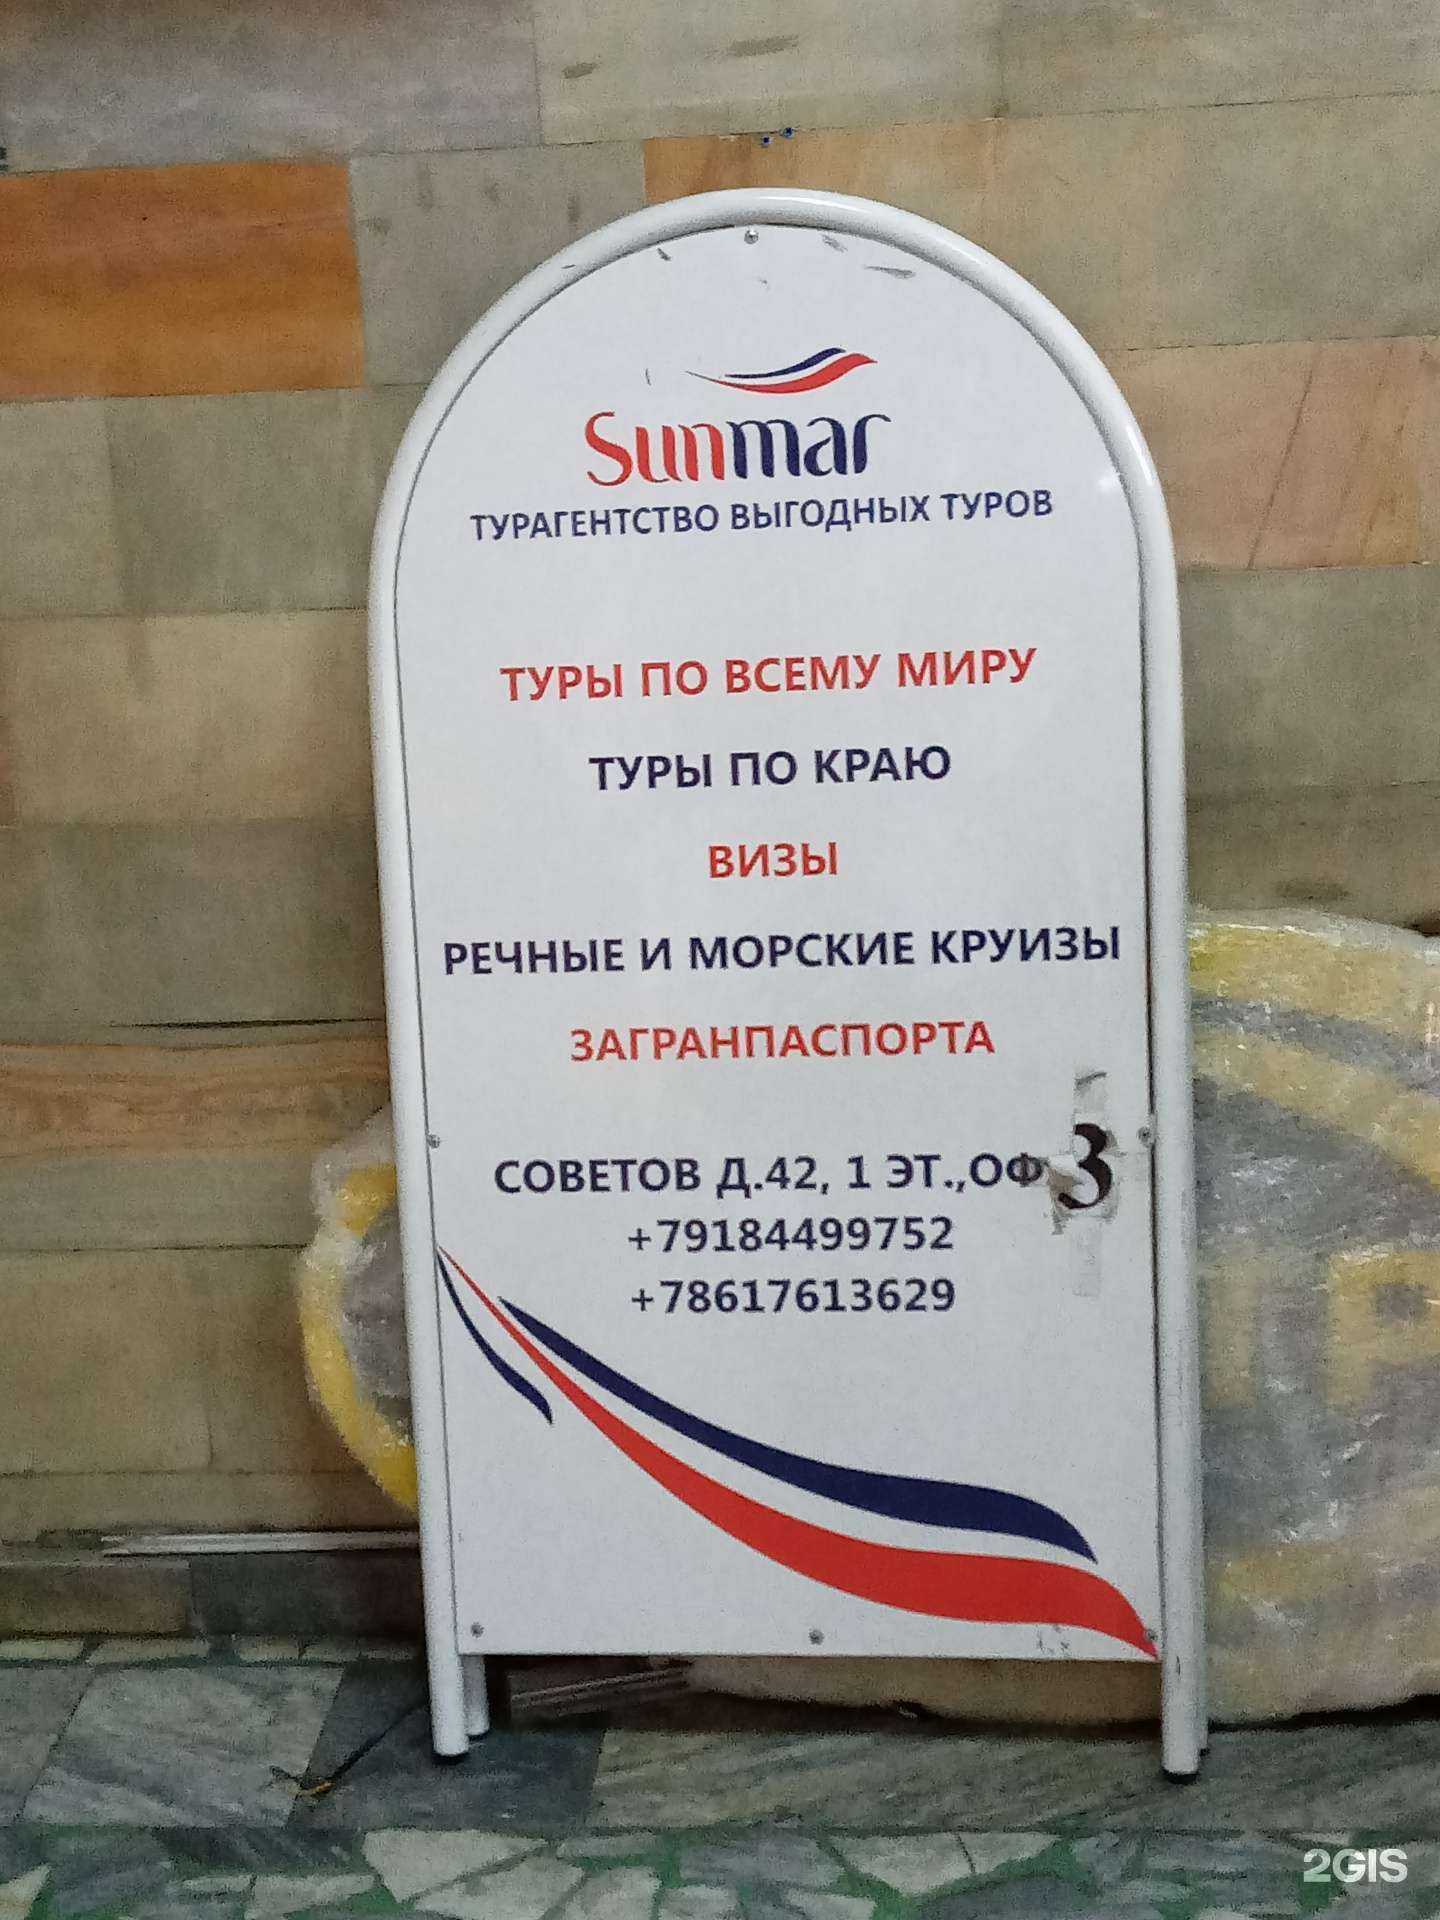 Sunmar
ТУРАГЕНТСТВО ВЫГОДНЫХ ТУРОВ
ТУРЫ ПО ВСЕМУ МИРУ
ТУРЫ ПО КРАЮ
ВИЗЫ
РЕЧНЫЕ И МОРСКИЕ КРУИЗЫ
ЗАГРАНПАСПОРТА
СОВЕТОВ Д.42, 1 ЭТ.,ОФ 3
+79184499752
+78617613629
2GIS